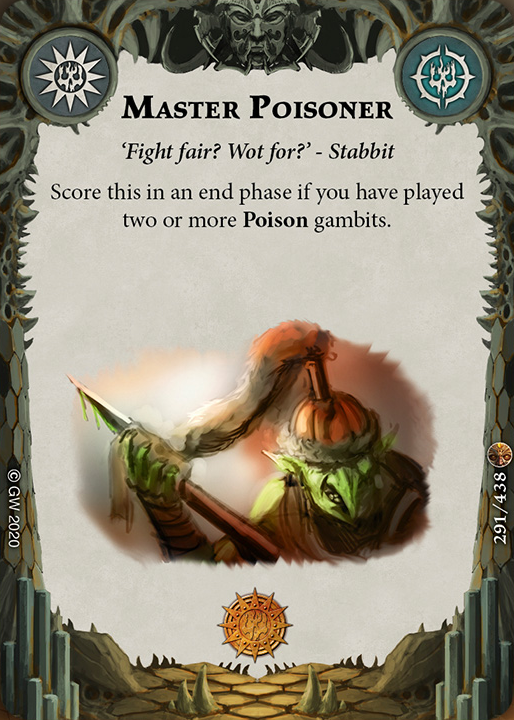 MASTER POISONER
‘Fight fair? Wot for?’ - Stabbit
Score this in an end phase if you have played
two or more Poison gambits.
© GW 2020
291/438